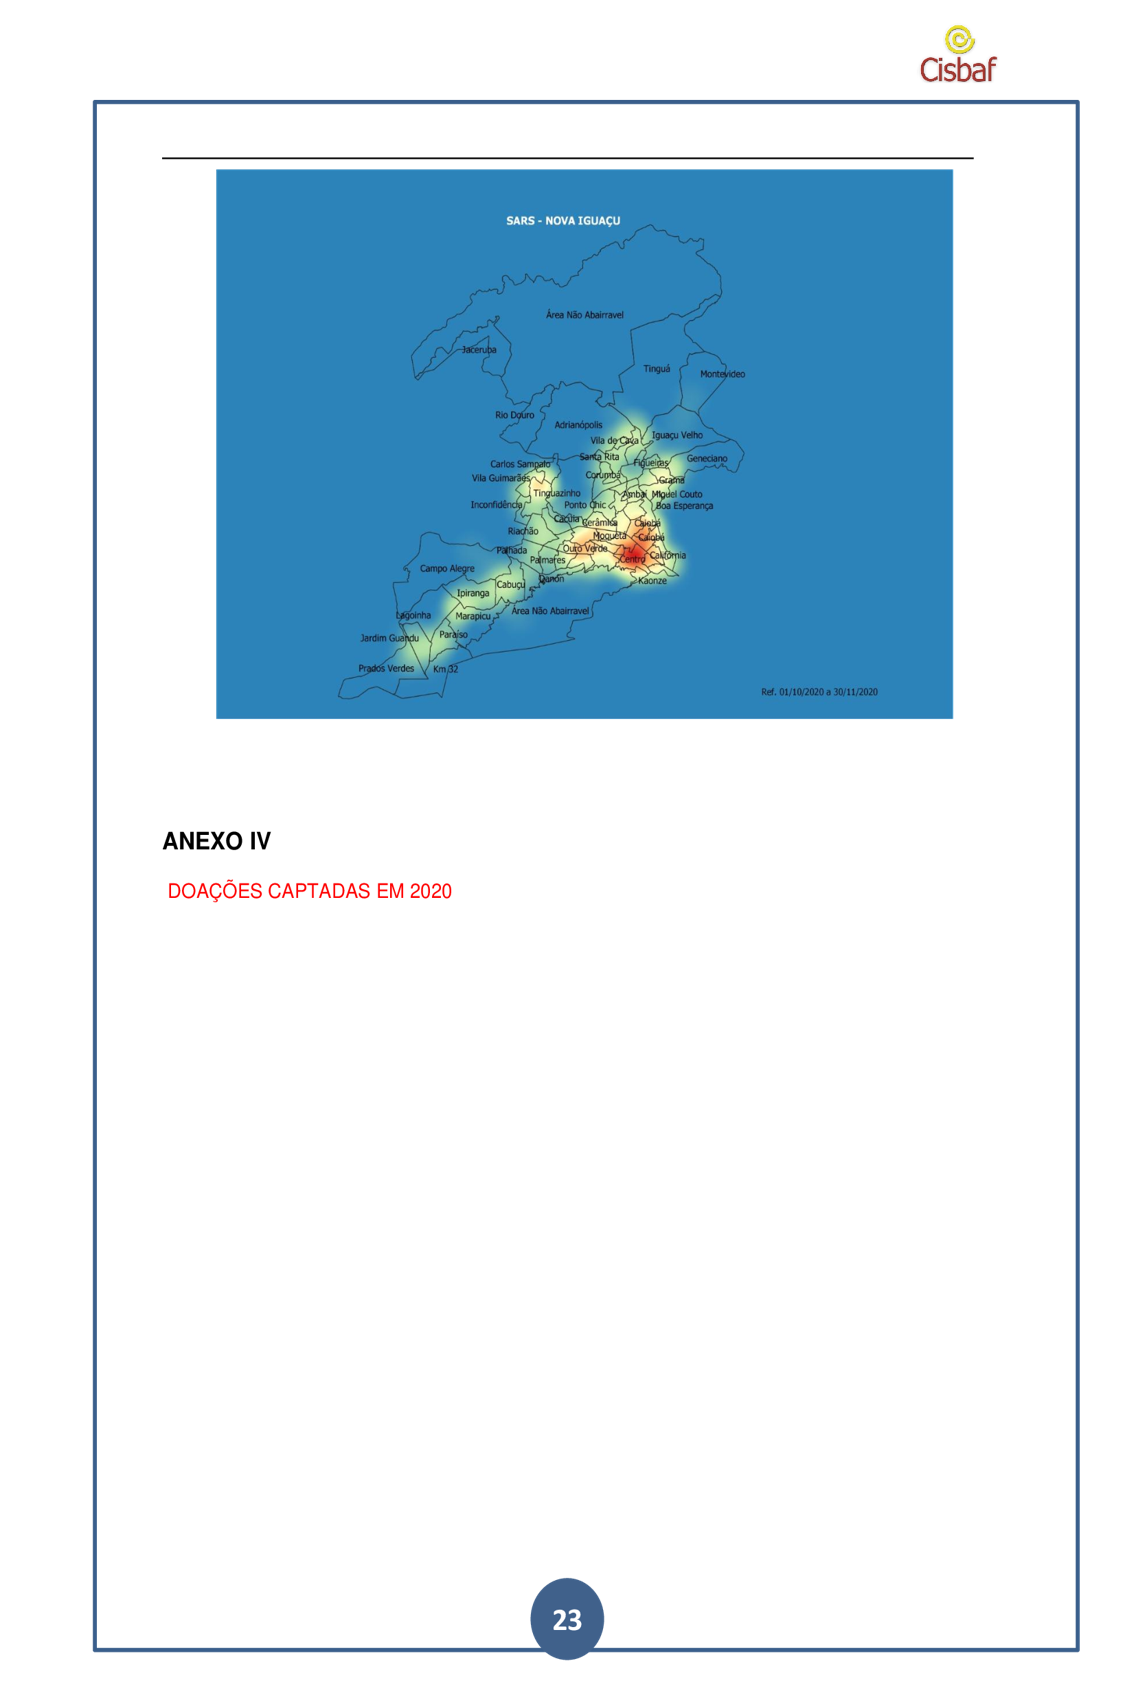 Cisbaf
SARS - NOVA IGUAÇU
Área Não Abairravel
Jaceruba
Tinguá
Montevideo
Rio Douro
Adrianópolis
Vila de Cava
Iguaçu Velho
Santa Rita
Geneciano
Carlos Sampaio
Figueiras
Vila Guimarães
Corumbá
Grama
Tinguazinho
Ambaí
Miguel Couto
Inconfidência
Ponto Chic
Boa Esperança
Cacuia
Cerâmica
Caiobá
Riachão
Moquetá
Caiobá
Palhada
Ouro Verde
Centro
Califórnia
Palmares
Campo Alegre
Danon
Kaonze
Cabuçu
Ipiranga
Lagoinha
Marapicu
Área Não Abairravel
Jardim Guandu
Paraíso
Prados Verdes
Km 32
Ref. 01/10/2020 a 30/11/2020
ANEXO IV
DOAÇÕES CAPTADAS EM 2020
23